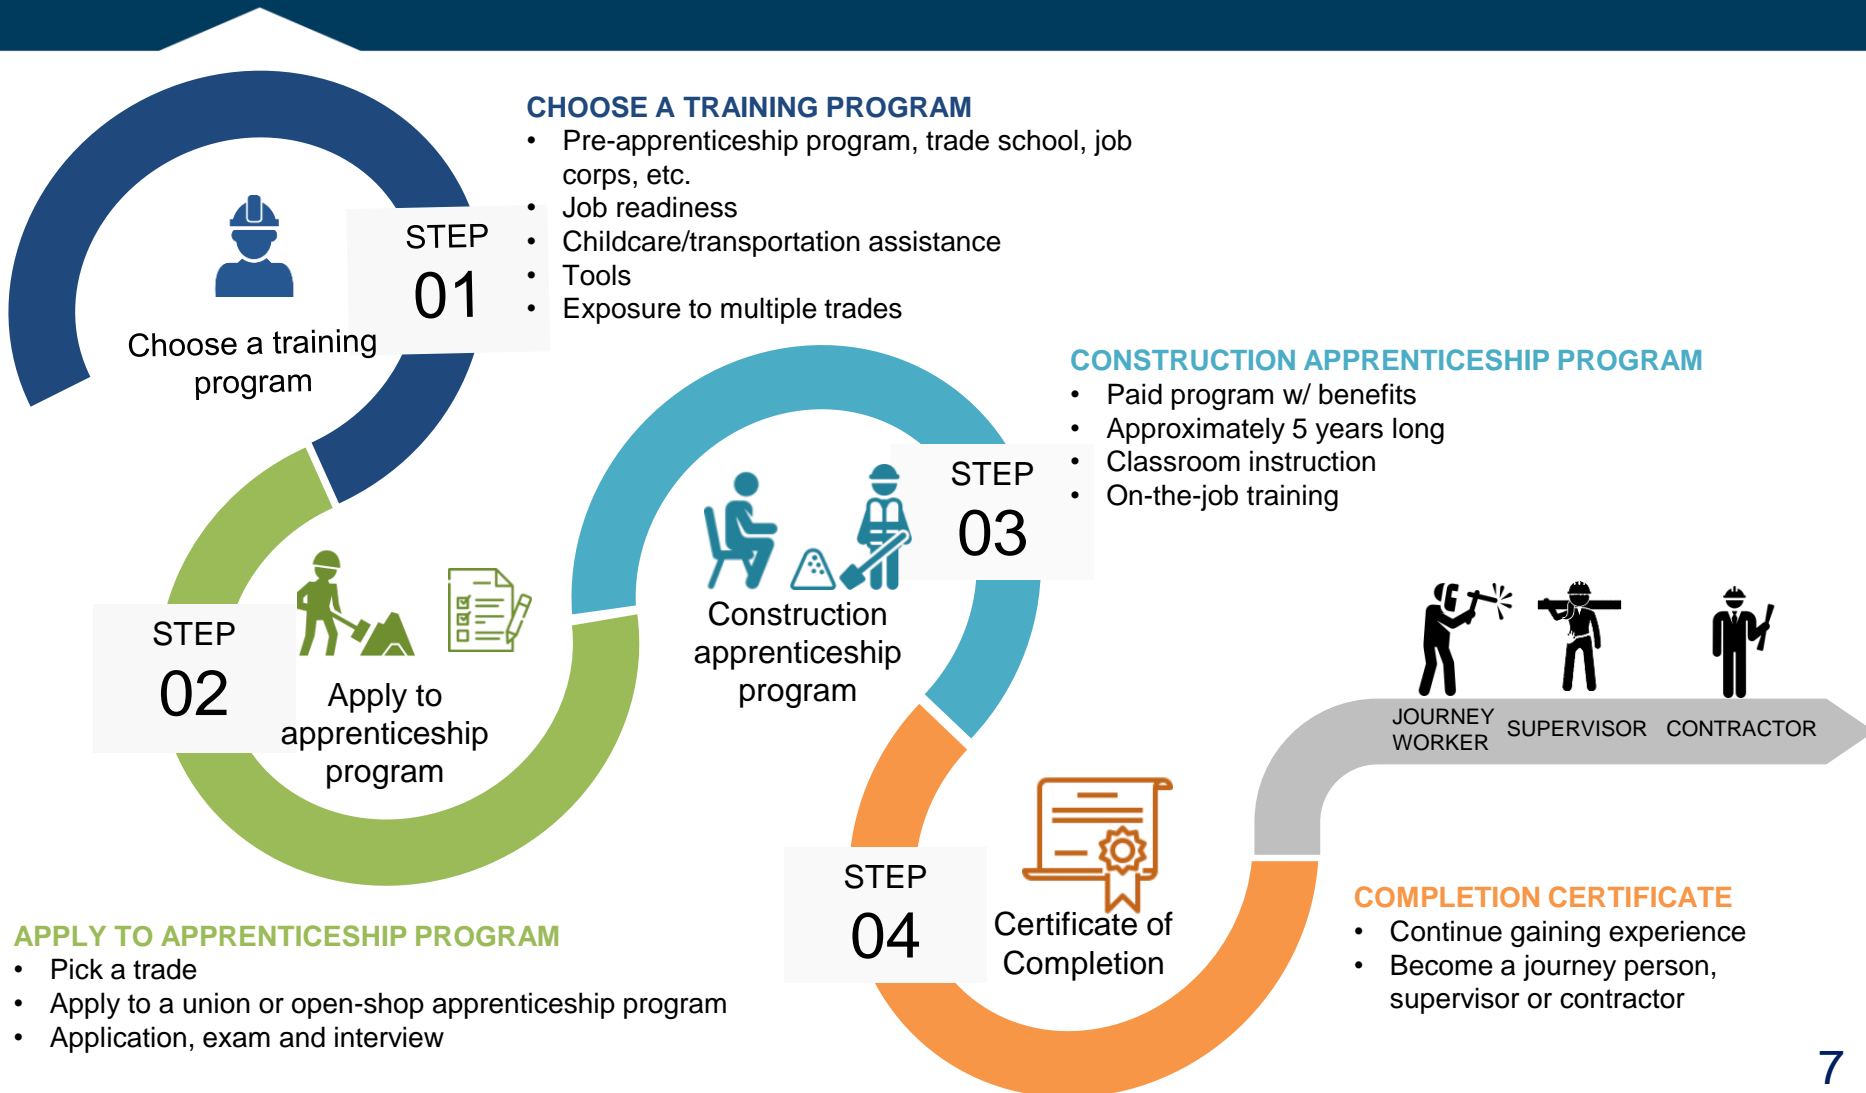 CHOOSE A TRAINING PROGRAM
• Pre-apprenticeship program, trade school, job
corps, etc.
• Job readiness
• Childcare/transportation assistance
• Tools
• Exposure to multiple trades
STEP
01
Choose a training
program
CONSTRUCTION APPRENTICESHIP PROGRAM
• Paid program w/ benefits
• Approximately 5 years long
• Classroom instruction
• On-the-job training
STEP
03
Construction
apprenticeship
program
STEP
02
Apply to
apprenticeship
program
JOURNEY
WORKER
SUPERVISOR
CONTRACTOR
STEP
04
Certificate of
Completion
COMPLETION CERTIFICATE
• Continue gaining experience
• Become a journey person,
supervisor or contractor
APPLY TO APPRENTICESHIP PROGRAM
• Pick a trade
• Apply to a union or open-shop apprenticeship program
• Application, exam and interview
7